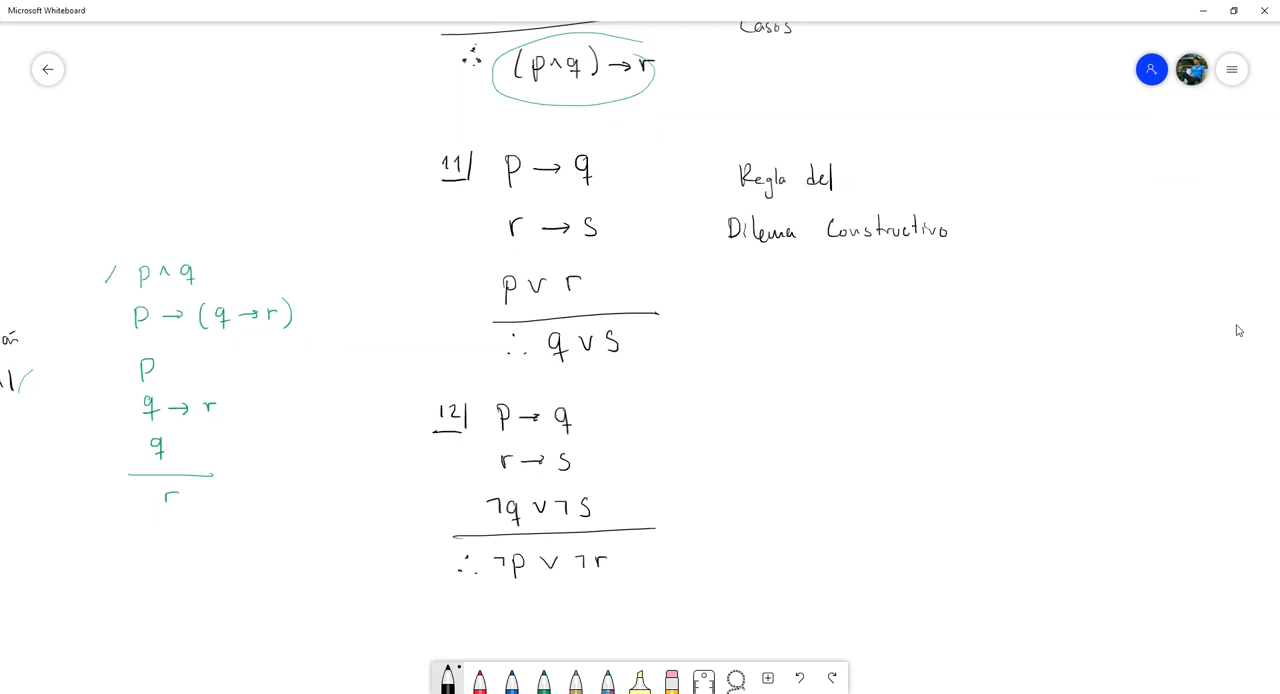 Microsoft Whiteboard
Casos
∴ (p ∧ q) → r
11/ p → q
Regla del
r → s
Dilema Constructivo
p ∨ r
∴ q ∨ s
/ p ∧ q
p → (q → r)
p
q → r
q
r
12/ p → q
r → s
¬q ∨ ¬s
∴ ¬p ∨ ¬r